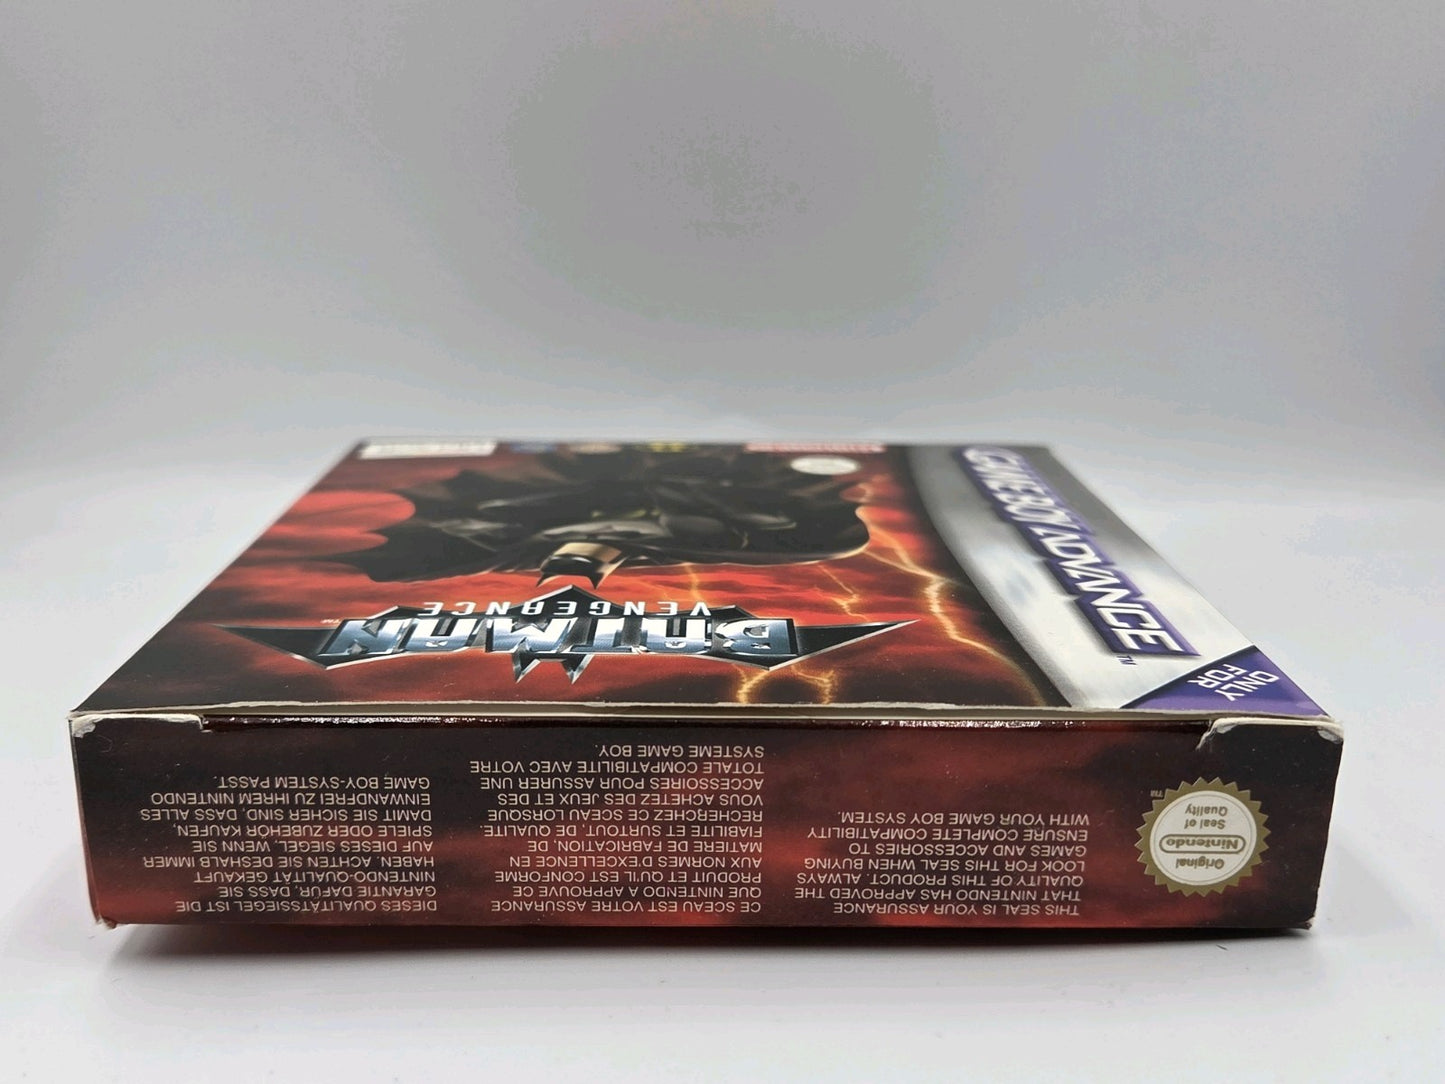 GAME BOY ADVANCE™
ONLY
FOR
BATMAN™
VENGEANCE
Original
Nintendo
Seal of
Quality
TM
THIS SEAL IS YOUR ASSURANCE
THAT NINTENDO HAS APPROVED THE
QUALITY OF THIS PRODUCT. ALWAYS
LOOK FOR THIS SEAL WHEN BUYING
GAMES AND ACCESSORIES TO
ENSURE COMPLETE COMPATIBILITY
WITH YOUR GAME BOY SYSTEM.
CE SCEAU EST VOTRE ASSURANCE
QUE NINTENDO A APPROUVE CE
PRODUIT ET QU'IL EST CONFORME
AUX NORMES D'EXCELLENCE EN
MATIERE DE FABRICATION, DE
FIABILITE ET SURTOUT, DE QUALITE.
RECHERCHEZ CE SCEAU LORSQUE
VOUS ACHETEZ DES JEUX ET DES
ACCESSOIRES POUR ASSURER UNE
TOTALE COMPATIBILITE AVEC VOTRE
SYSTEME GAME BOY.
DIESES QUALITÄTSSIEGEL IST DIE
GARANTIE DAFÜR, DASS SIE
NINTENDO-QUALITÄT GEKAUFT
HABEN. ACHTEN SIE DESHALB IMMER
AUF DIESES SIEGEL, WENN SIE
SPIELE ODER ZUBEHÖR KAUFEN,
DAMIT SIE SICHER SIND, DASS ALLES
EINWANDFREI ZU IHREM NINTENDO
GAME BOY-SYSTEM PASST.